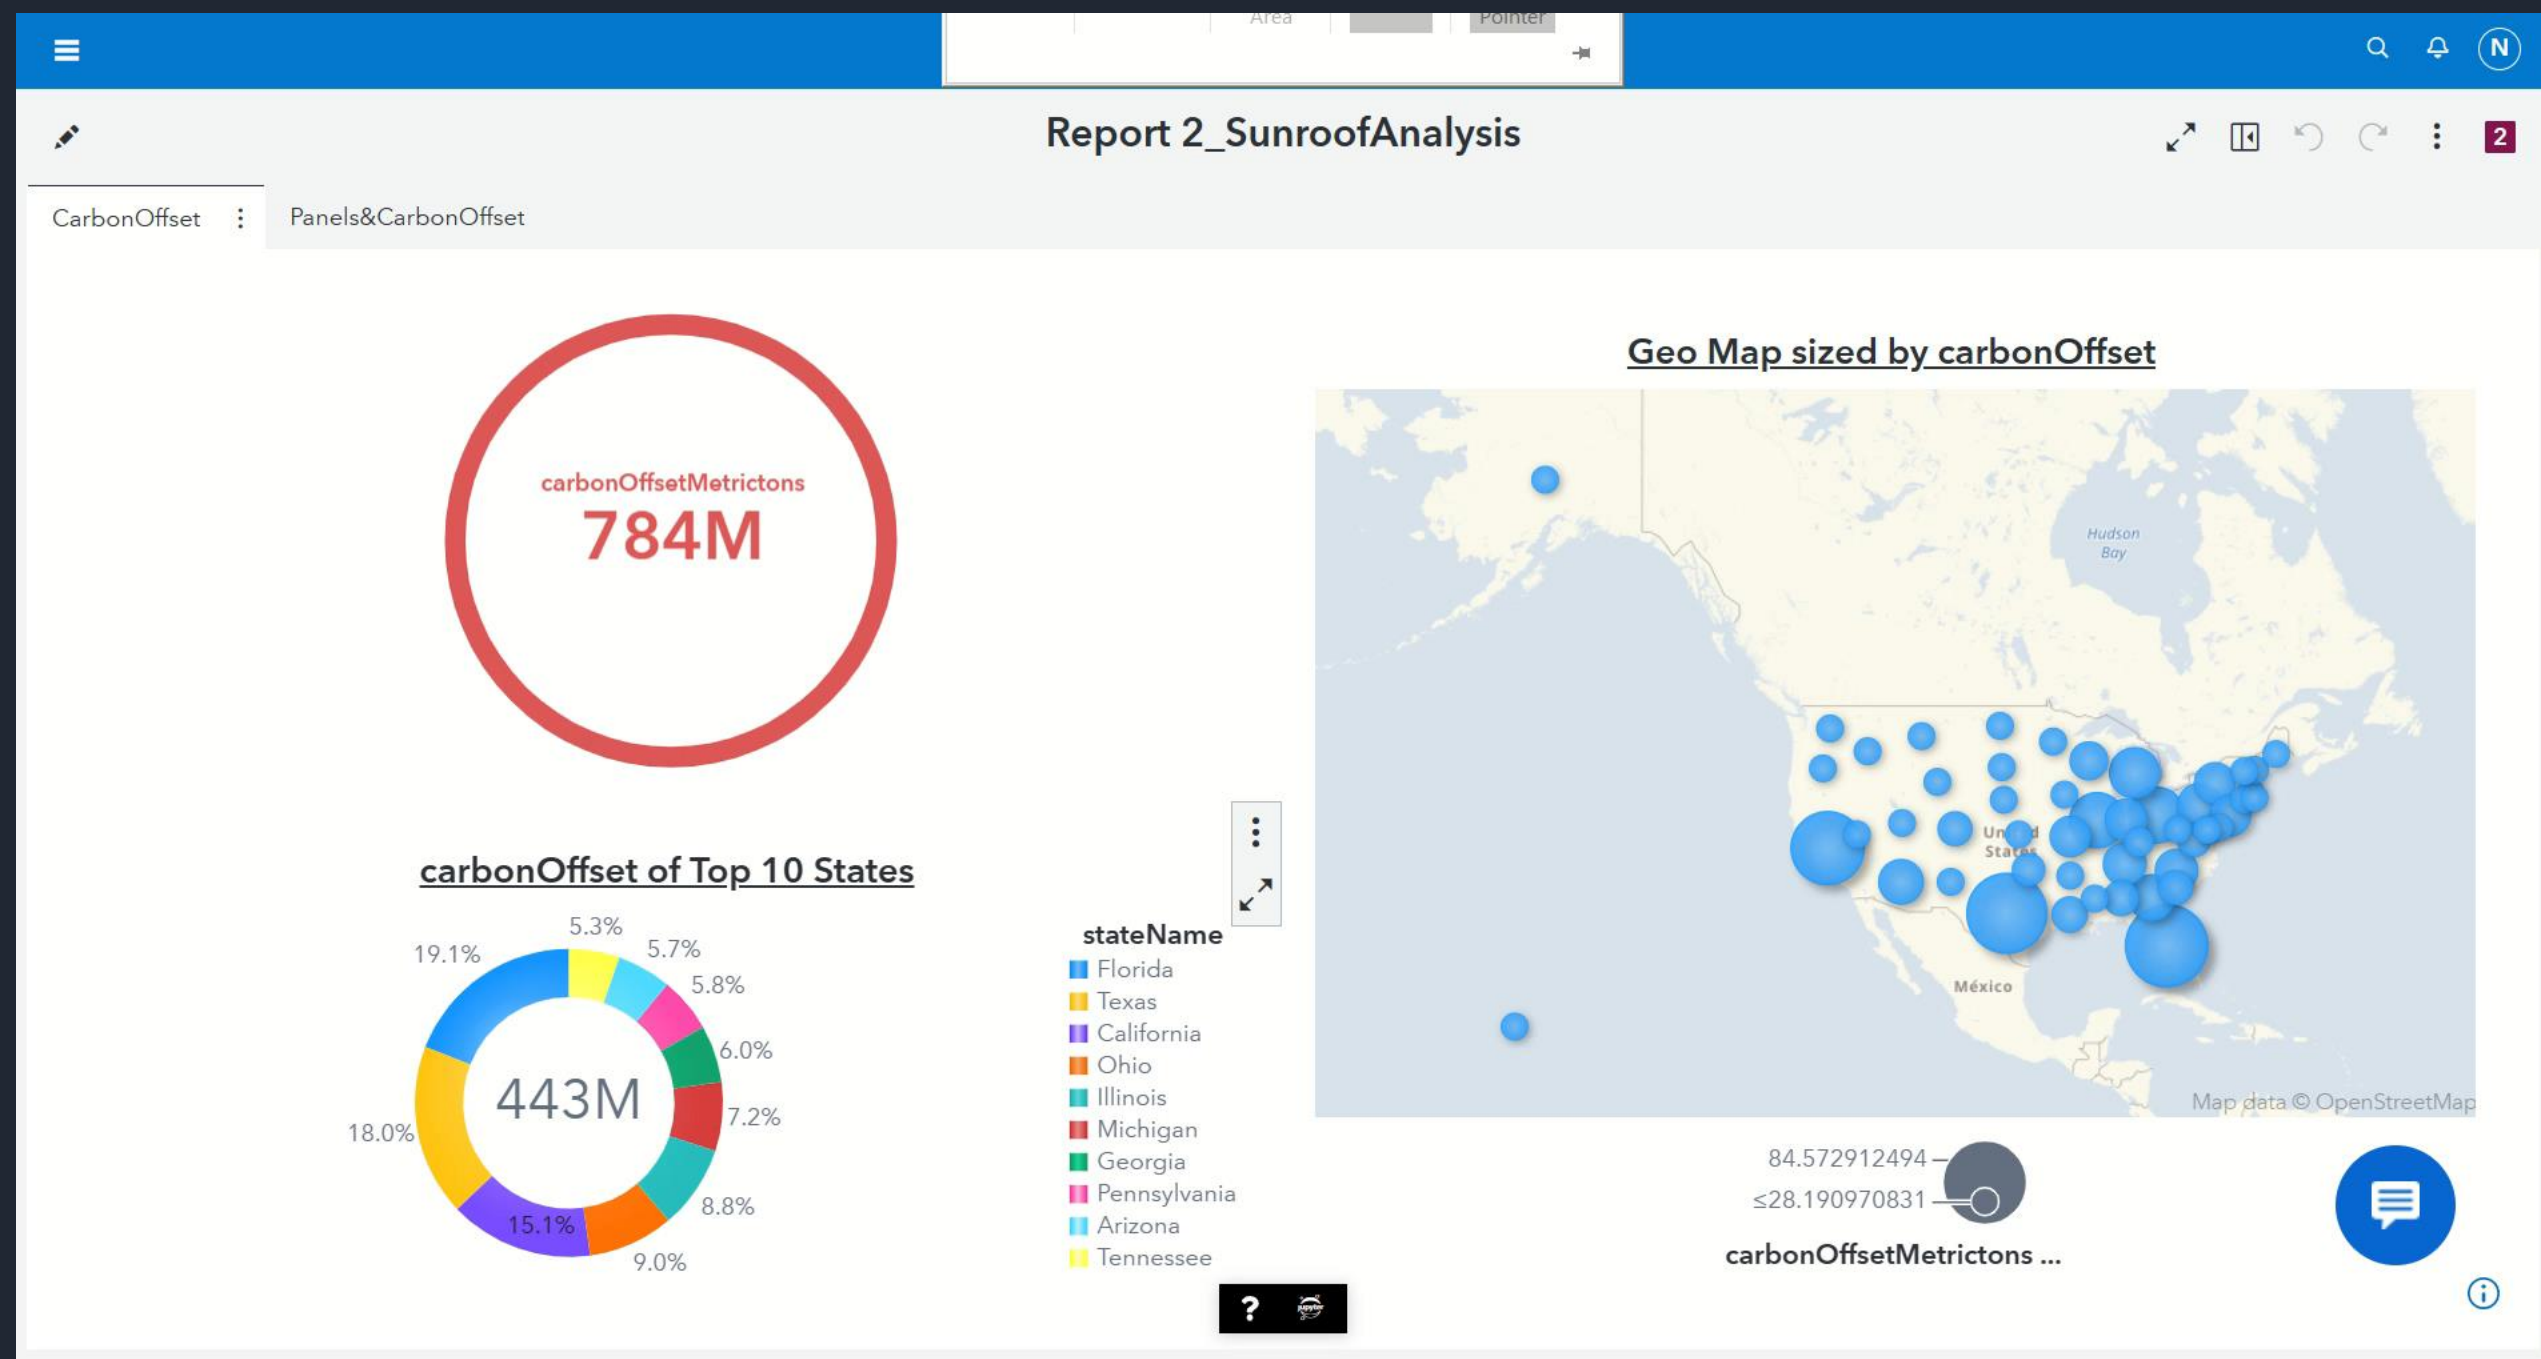 Area
Pointer
N
Report 2_SunroofAnalysis
2
CarbonOffset
Panels&CarbonOffset
carbonOffsetMetrictons
784M
Geo Map sized by carbonOffset
Hudson
Bay
United
States
México
Map data © OpenStreetMap
carbonOffset of Top 10 States
5.3%
19.1%
5.7%
5.8%
6.0%
443M
7.2%
18.0%
8.8%
15.1%
9.0%
stateName
Florida
Texas
California
Ohio
Illinois
Michigan
Georgia
Pennsylvania
Arizona
Tennessee
84.572912494
≤28.190970831
carbonOffsetMetrictons ...
?
jupyter